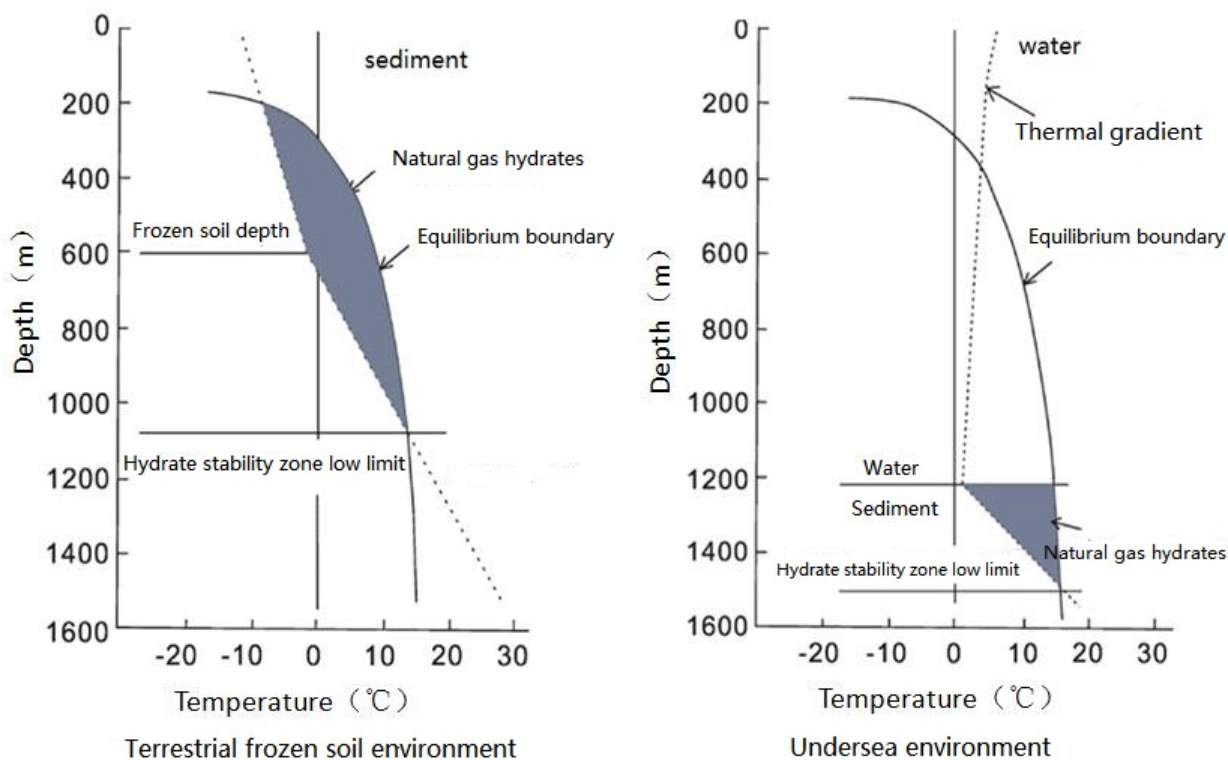 0
200
400
600
800
1000
1200
1400
1600
Depth（m）
sediment
Natural gas hydrates
Equilibrium boundary
Frozen soil depth
Hydrate stability zone low limit
-20 -10 0 10 20 30
Temperature（℃）
Terrestrial frozen soil environment
0
200
400
600
800
1000
1200
1400
1600
Depth（m）
water
Thermal gradient
Equilibrium boundary
Water
Sediment
Natural gas hydrates
Hydrate stability zone low limit
-20 -10 0 10 20 30
Temperature（℃）
Undersea environment